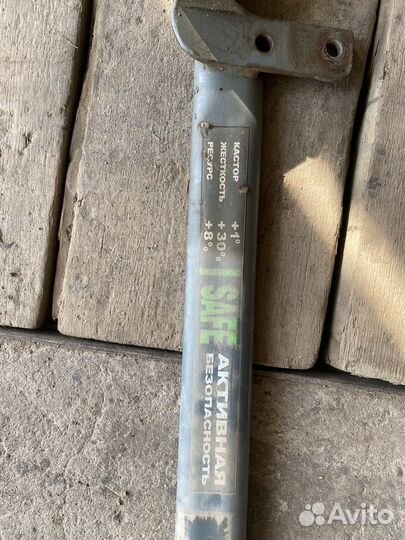 КАСТОР +1°
ЖЕСТКОСТЬ +30%
РЕСУРС +8%
I SAFE
АКТИВНАЯ
БЕЗОПАСНОСТЬ
Avito